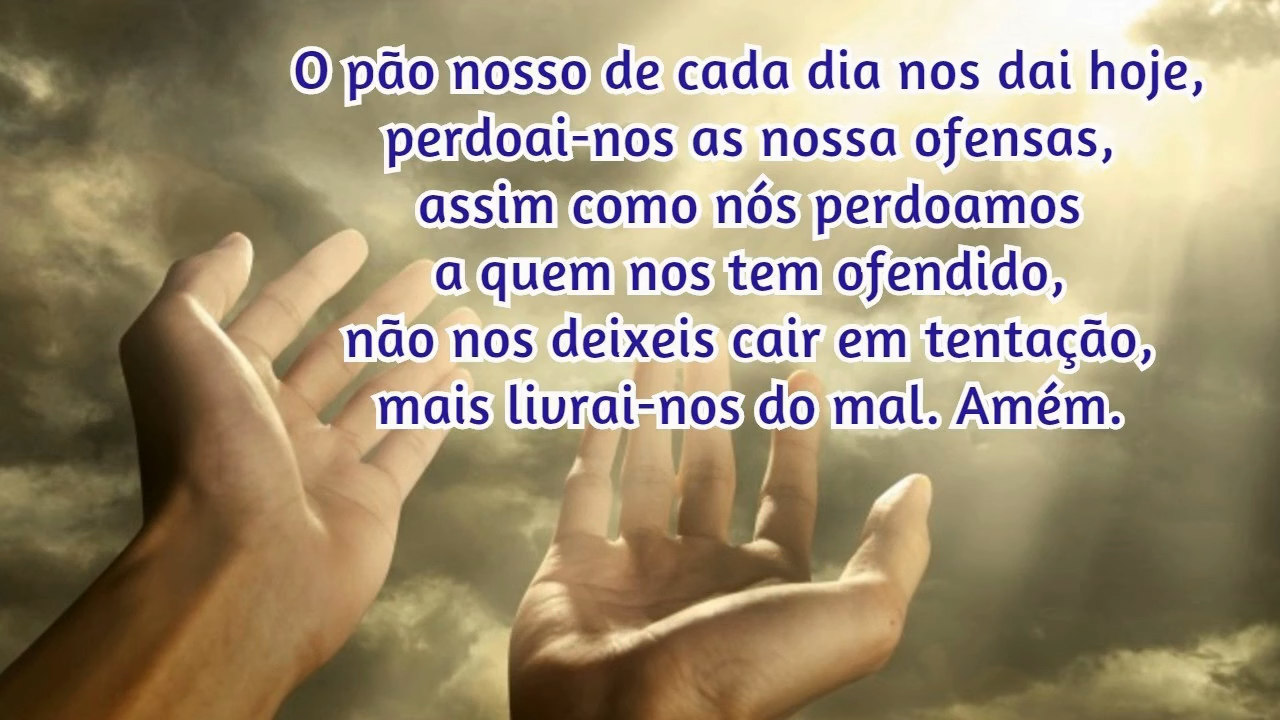 O pão nosso de cada dia nos dai hoje,
perdoai-nos as nossa ofensas,
assim como nós perdoamos
a quem nos tem ofendido,
não nos deixeis cair em tentação,
mais livrai-nos do mal. Amém.